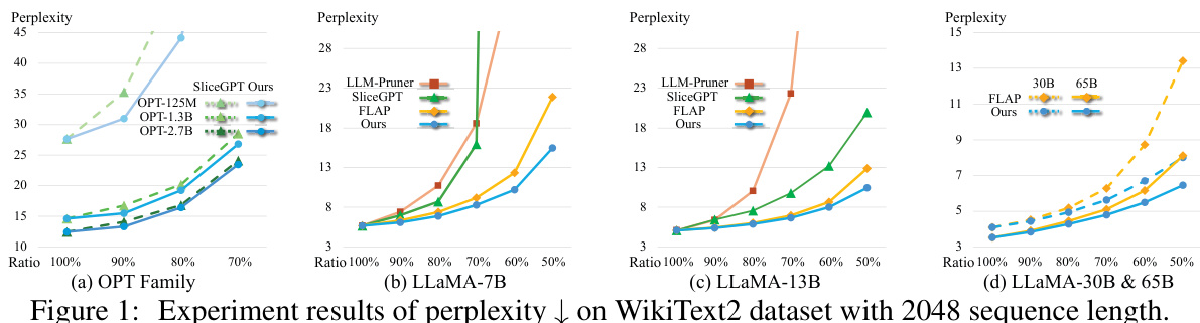 Perplexity
45
40
35
30
25
20
15
10
SliceGPT Ours
OPT-125M
OPT-1.3B
OPT-2.7B
Ratio 100% 90% 80% 70%
(a) OPT Family
Perplexity
28
23
18
13
8
3
LLM-Pruner
SliceGPT
FLAP
Ours
Ratio 100% 90% 80% 70% 60% 50%
(b) LLaMA-7B
Perplexity
28
23
18
13
8
3
LLM-Pruner
SliceGPT
FLAP
Ours
Ratio 100% 90% 80% 70% 60% 50%
(c) LLaMA-13B
Perplexity
15
13
11
9
7
5
3
30B 65B
FLAP
Ours
Ratio 100% 90% 80% 70% 60% 50%
(d) LLaMA-30B & 65B
Figure 1: Experiment results of perplexity ↓ on WikiText2 dataset with 2048 sequence length.